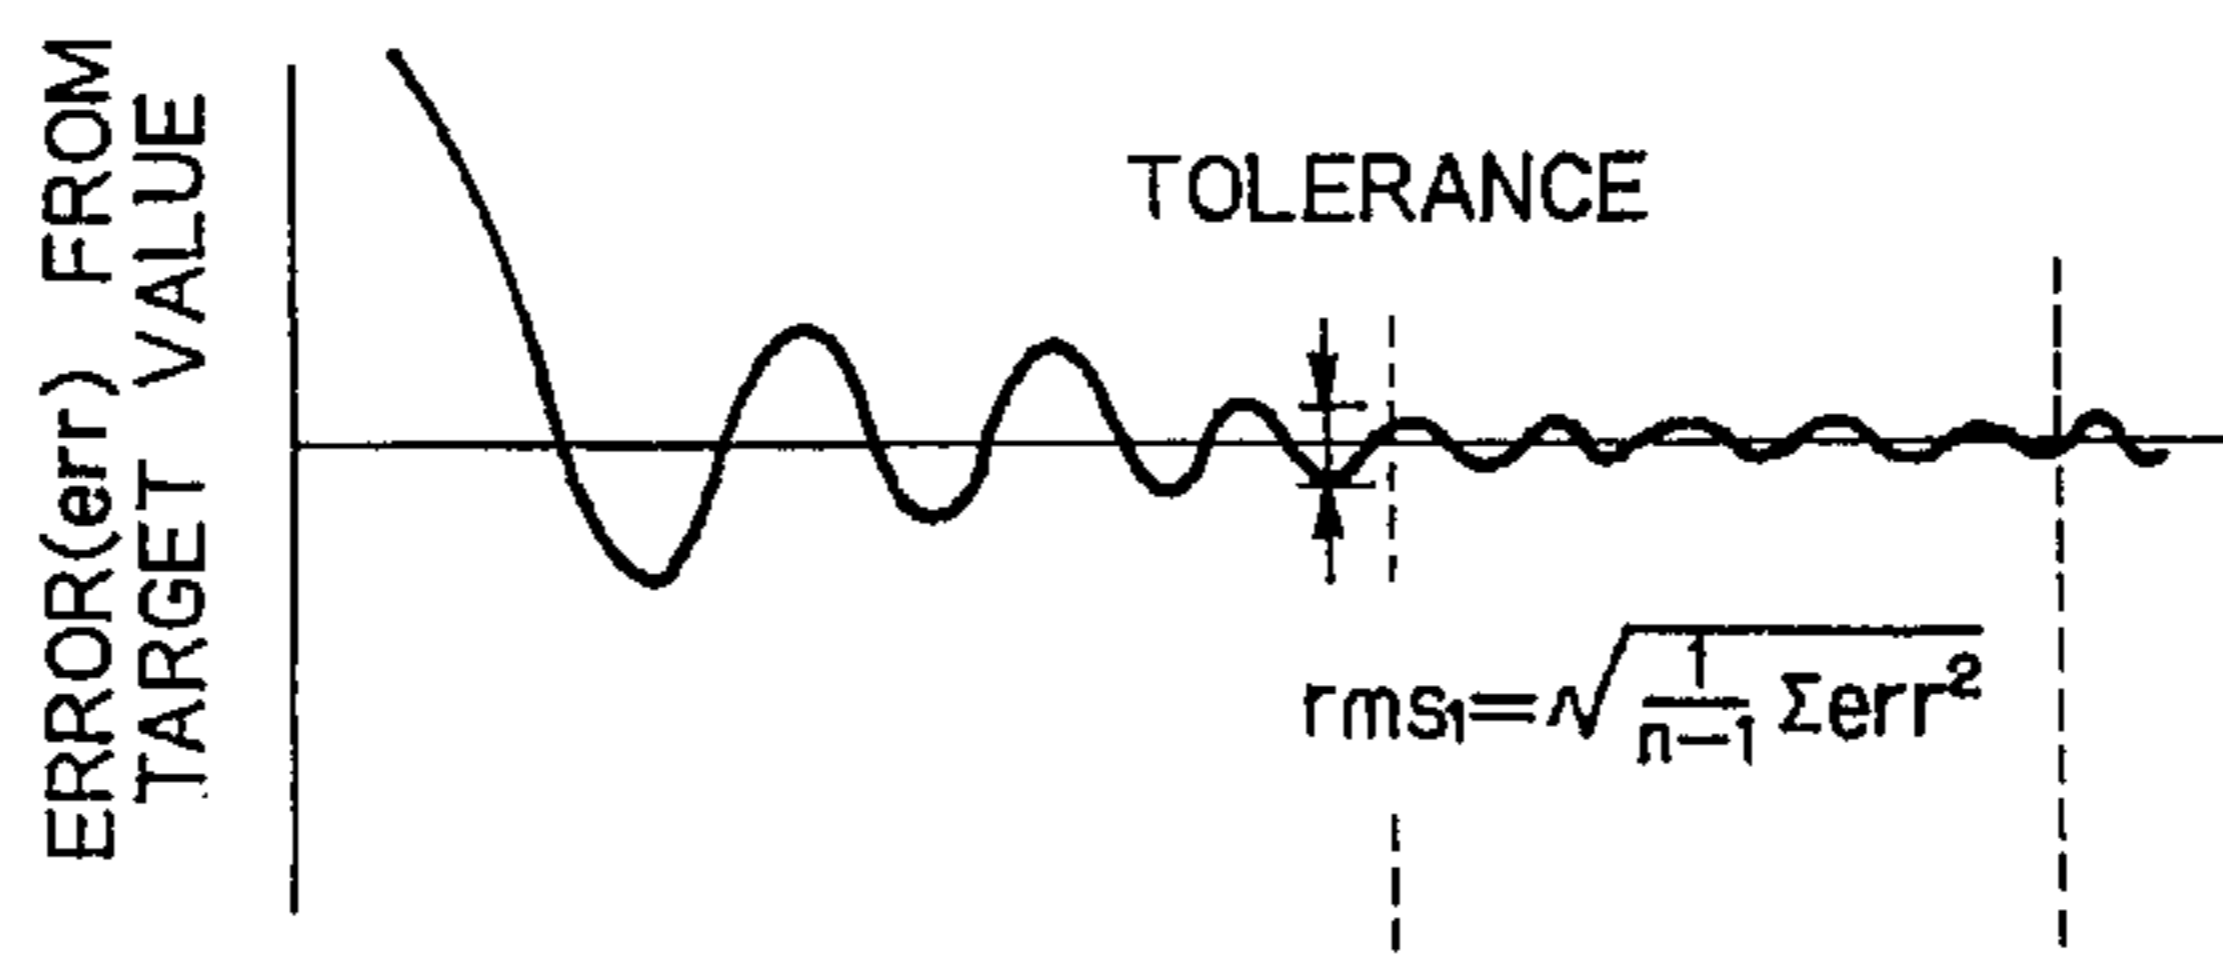 ERROR(err) FROM
TARGET VALUE
TOLERANCE
rms₁=√(1/(n-1) Σerr²)